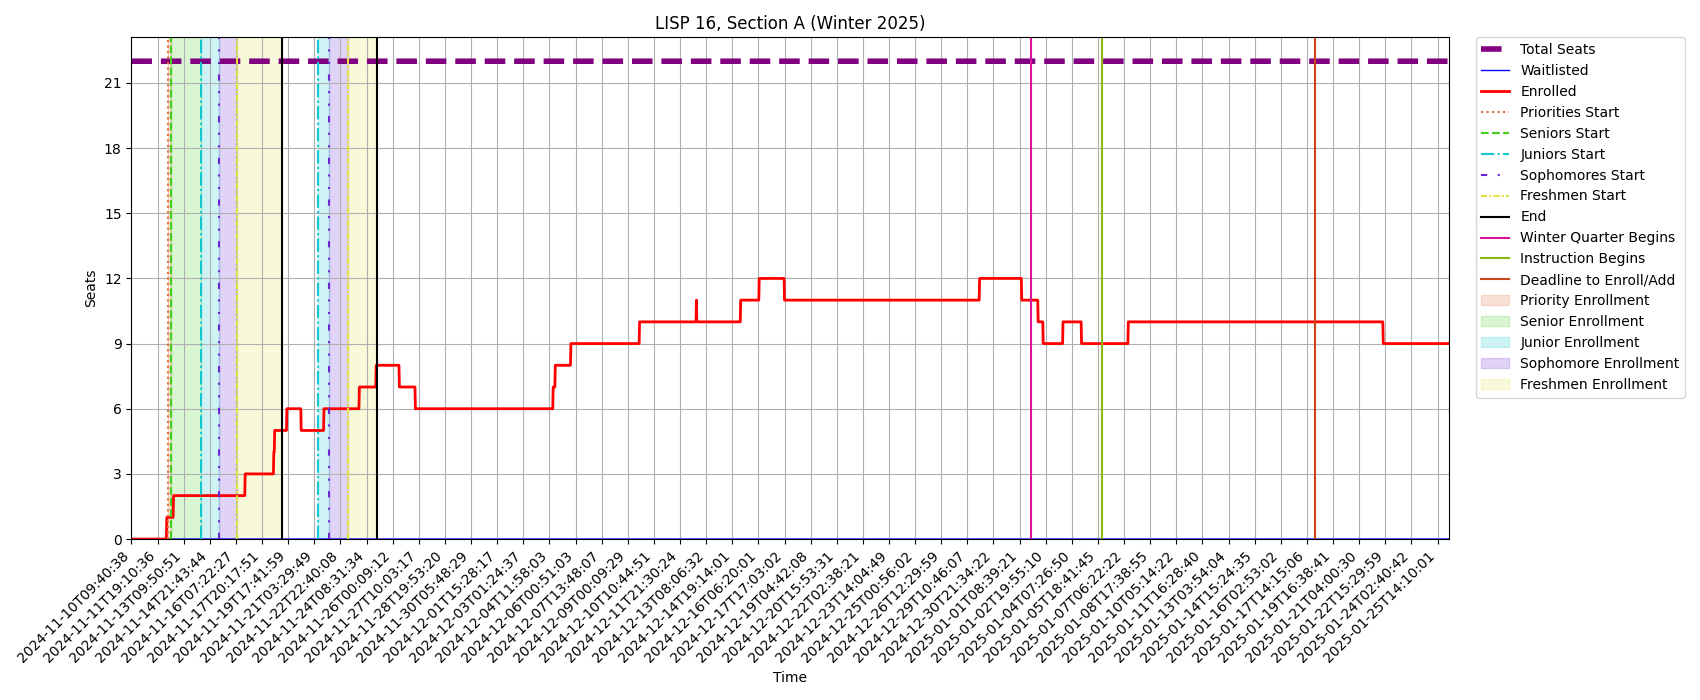 LISP 16, Section A (Winter 2025)
Seats
21
18
15
12
9
6
3
0
2024-11-10T09:40:38
2024-11-11T19:10:36
2024-11-13T09:50:51
2024-11-14T21:43:44
2024-11-16T07:22:27
2024-11-17T20:17:51
2024-11-19T17:41:59
2024-11-21T03:29:49
2024-11-22T22:40:08
2024-11-24T08:31:34
2024-11-26T00:09:12
2024-11-27T10:03:17
2024-11-28T19:53:20
2024-11-30T05:48:29
2024-12-01T15:28:17
2024-12-03T01:24:37
2024-12-04T11:58:03
2024-12-06T00:51:03
2024-12-07T13:48:07
2024-12-09T00:09:29
2024-12-10T10:44:51
2024-12-11T21:30:24
2024-12-13T08:06:32
2024-12-14T19:14:01
2024-12-16T06:20:01
2024-12-17T17:03:02
2024-12-19T04:42:08
2024-12-20T15:53:31
2024-12-22T02:38:21
2024-12-23T14:04:49
2024-12-25T00:56:02
2024-12-26T12:29:59
2024-12-29T10:46:07
2024-12-30T21:34:22
2025-01-01T08:39:21
2025-01-02T19:55:10
2025-01-04T07:26:50
2025-01-05T18:41:45
2025-01-07T06:22:22
2025-01-08T17:38:55
2025-01-10T05:14:22
2025-01-11T16:28:40
2025-01-13T03:54:04
2025-01-14T15:24:35
2025-01-16T02:53:02
2025-01-17T14:15:06
2025-01-19T16:38:41
2025-01-21T04:00:30
2025-01-22T15:29:59
2025-01-24T02:40:42
2025-01-25T14:10:01
Time
Total Seats
Waitlisted
Enrolled
Priorities Start
Seniors Start
Juniors Start
Sophomores Start
Freshmen Start
End
Winter Quarter Begins
Instruction Begins
Deadline to Enroll/Add
Priority Enrollment
Senior Enrollment
Junior Enrollment
Sophomore Enrollment
Freshmen Enrollment